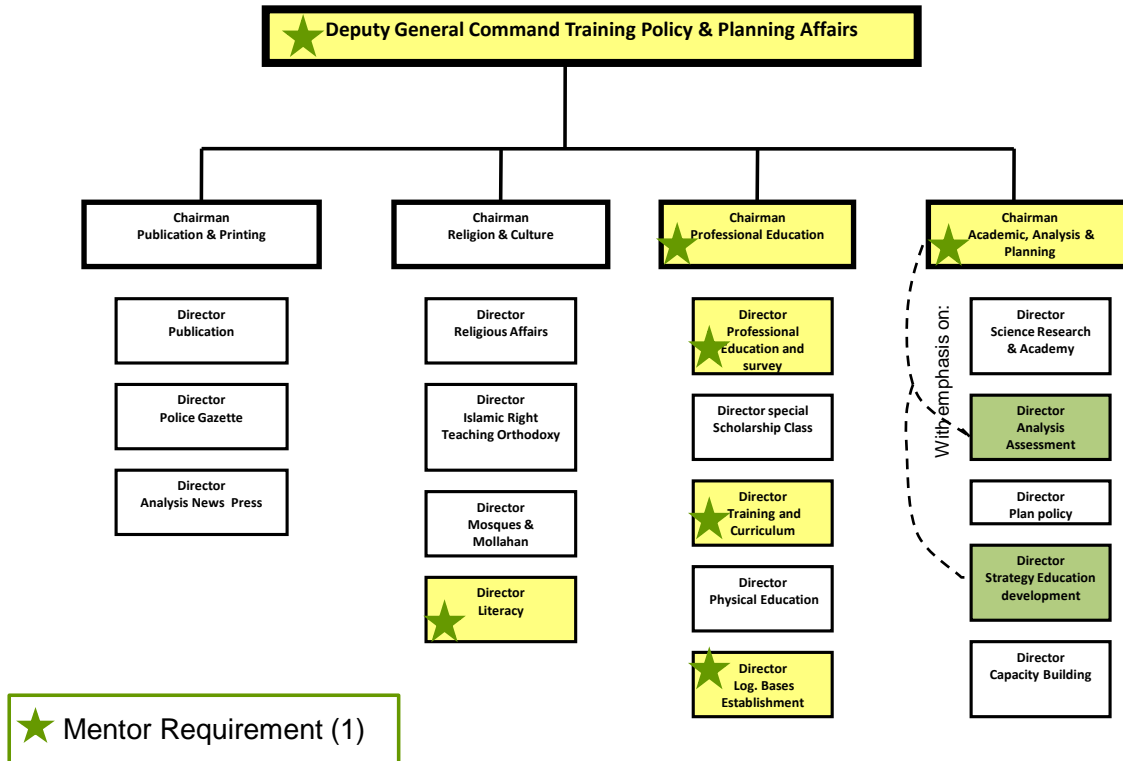 Deputy General Command Training Policy & Planning Affairs
Chairman
Publication & Printing
Director
Publication
Director
Police Gazette
Director
Analysis News Press
Chairman
Religion & Culture
Director
Religious Affairs
Director
Islamic Right
Teaching Orthodoxy
Director
Mosques &
Mollahan
Director
Literacy
Chairman
Professional Education
Director
Professional
Education and
survey
Director special
Scholarship Class
Director
Training and
Curriculum
Director
Physical Education
Director
Log. Bases
Establishment
Chairman
Academic, Analysis &
Planning
With emphasis on:
Director
Science Research
& Academy
Director
Analysis
Assessment
Director
Plan policy
Director
Strategy Education
development
Director
Capacity Building
Mentor Requirement (1)